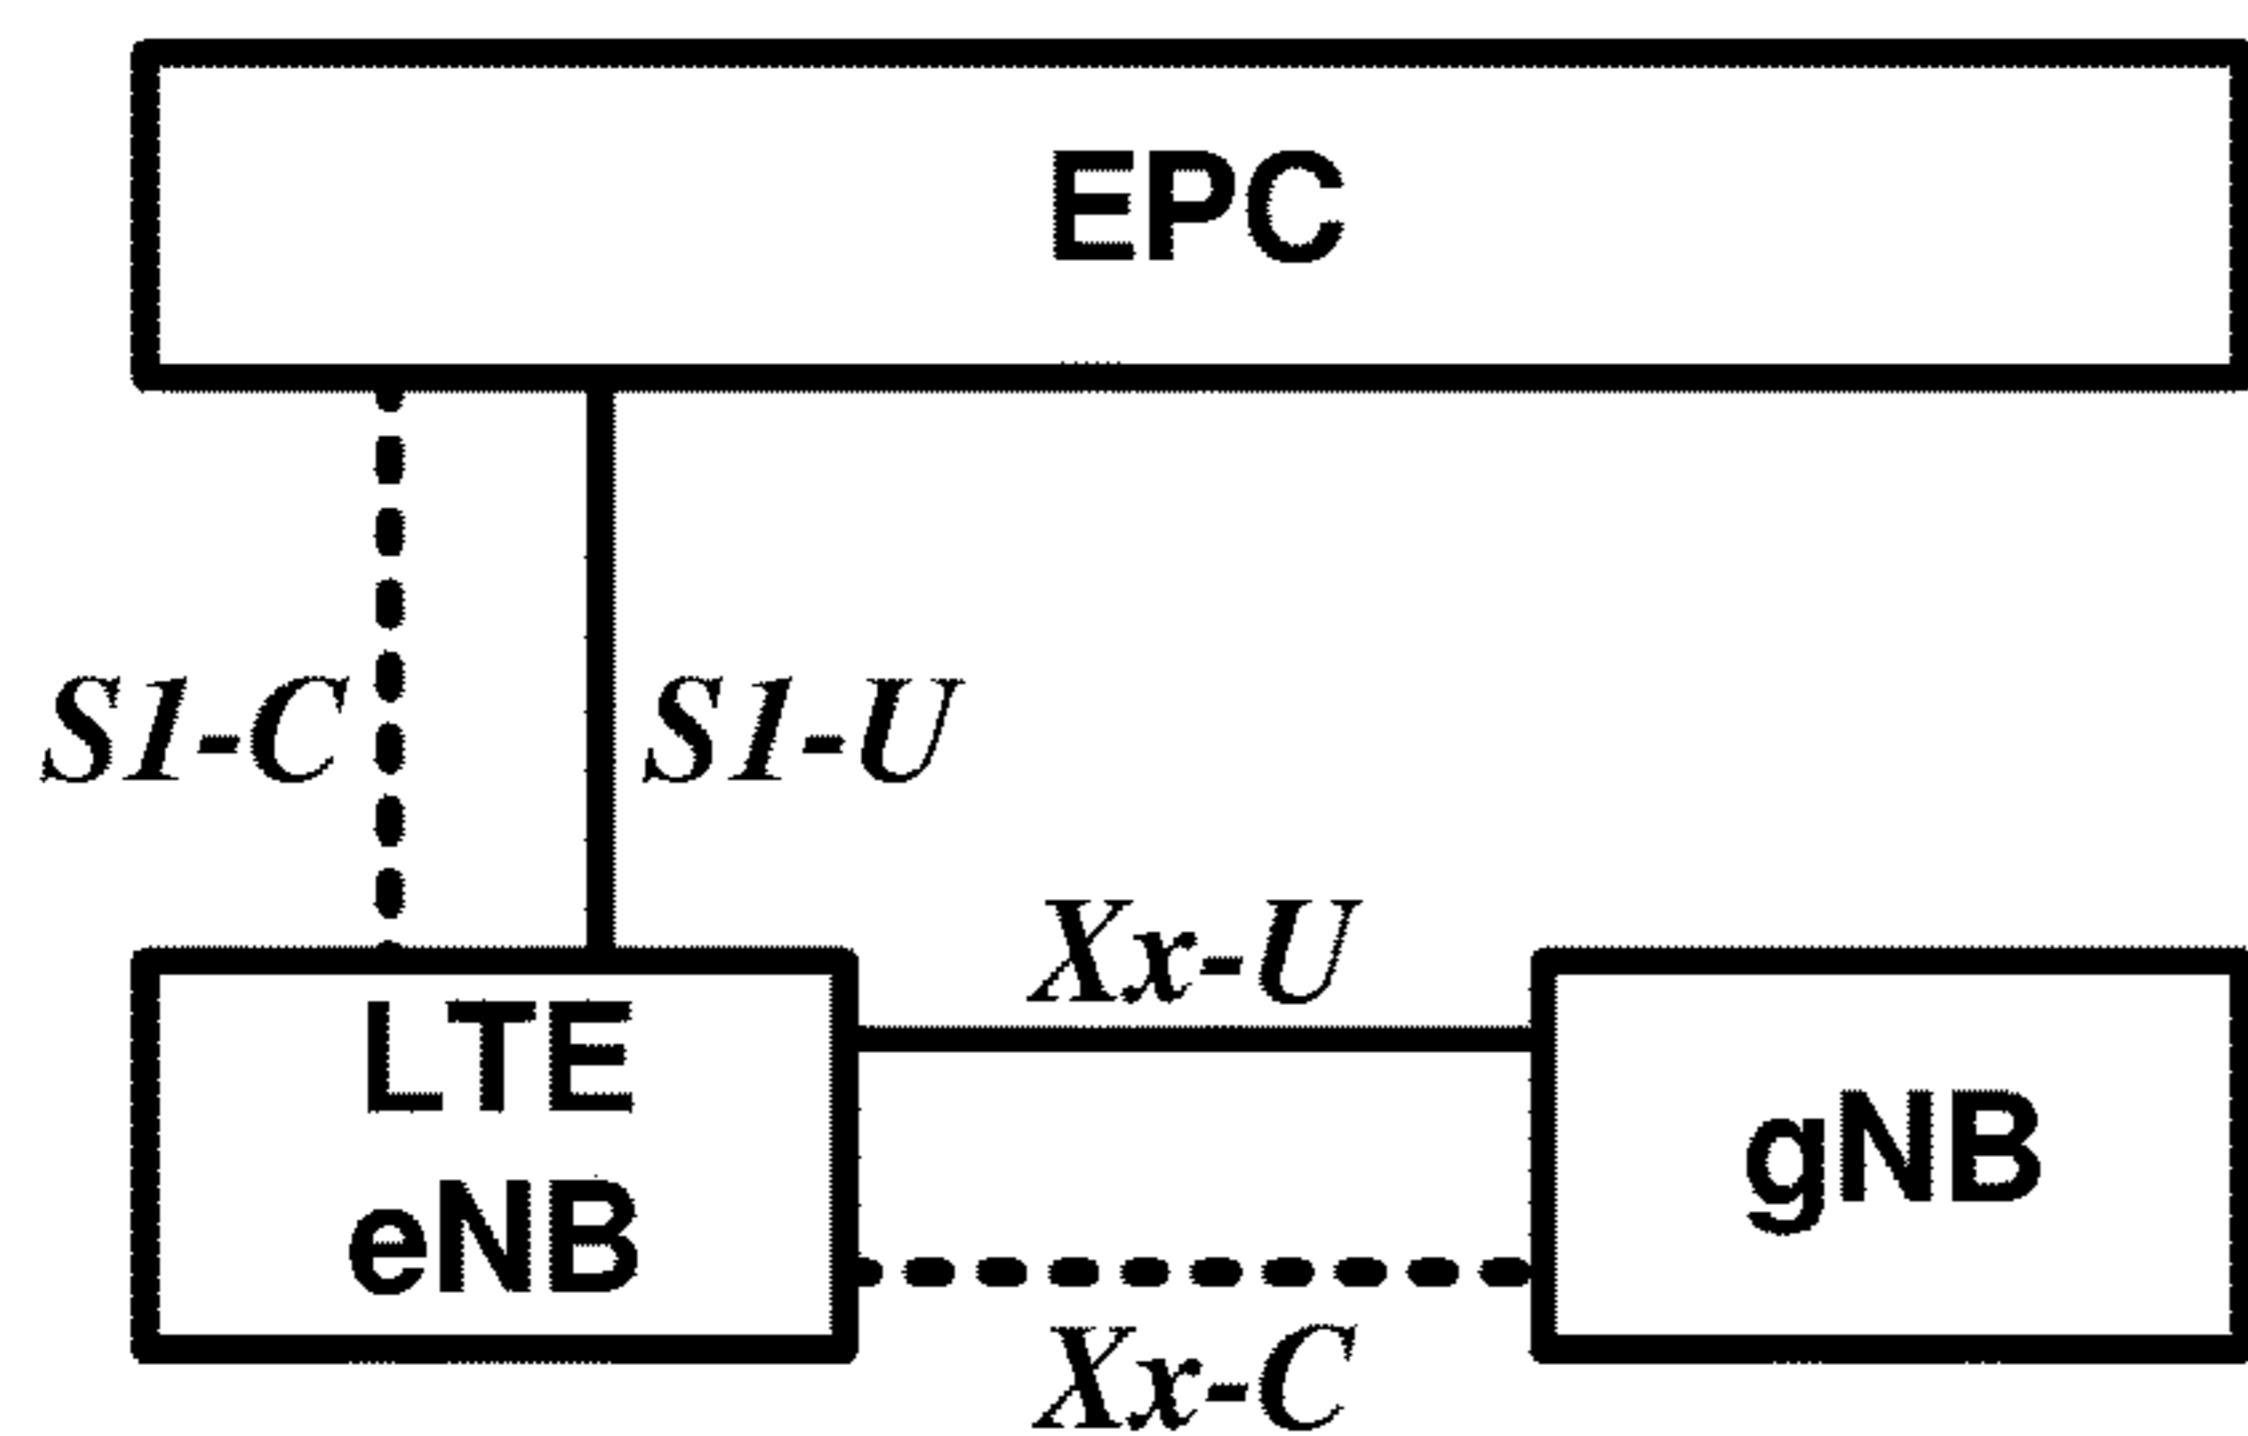 EPC
S1-C
S1-U
Xx-U
LTE
eNB
gNB
Xx-C